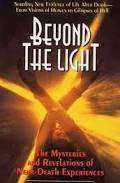 Startling New Evidence of Life After Death—
From Visions of Heaven to Glimpses of Hell
BEYOND
THE LIGHT
The Mysteries
and Revelations of
Near-Death Experiences